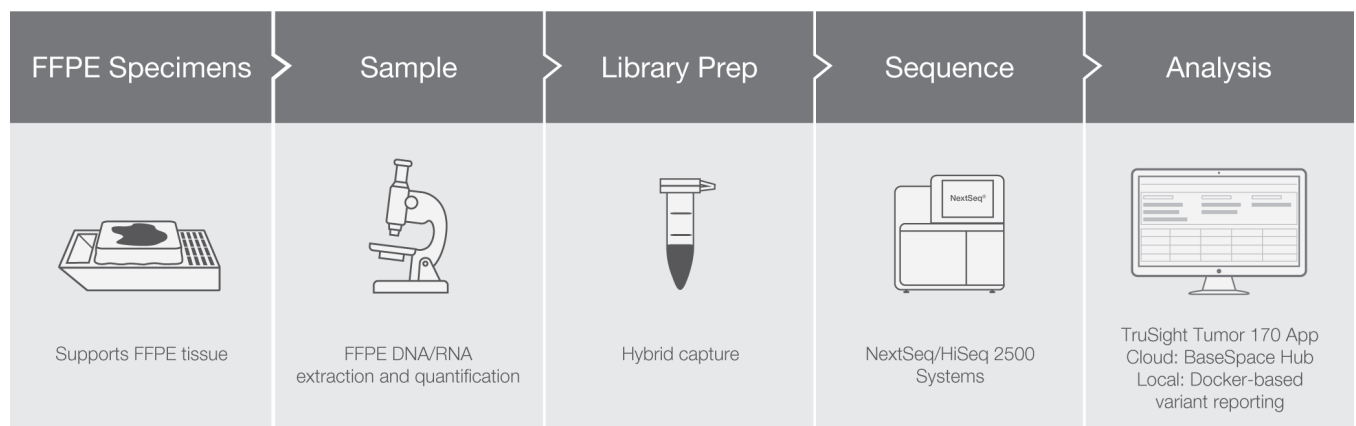 FFPE Specimens
Sample
Library Prep
Sequence
Analysis
NextSeq®
Supports FFPE tissue
FFPE DNA/RNA
extraction and quantification
Hybrid capture
NextSeq/HiSeq 2500
Systems
TruSight Tumor 170 App
Cloud: BaseSpace Hub
Local: Docker-based
variant reporting